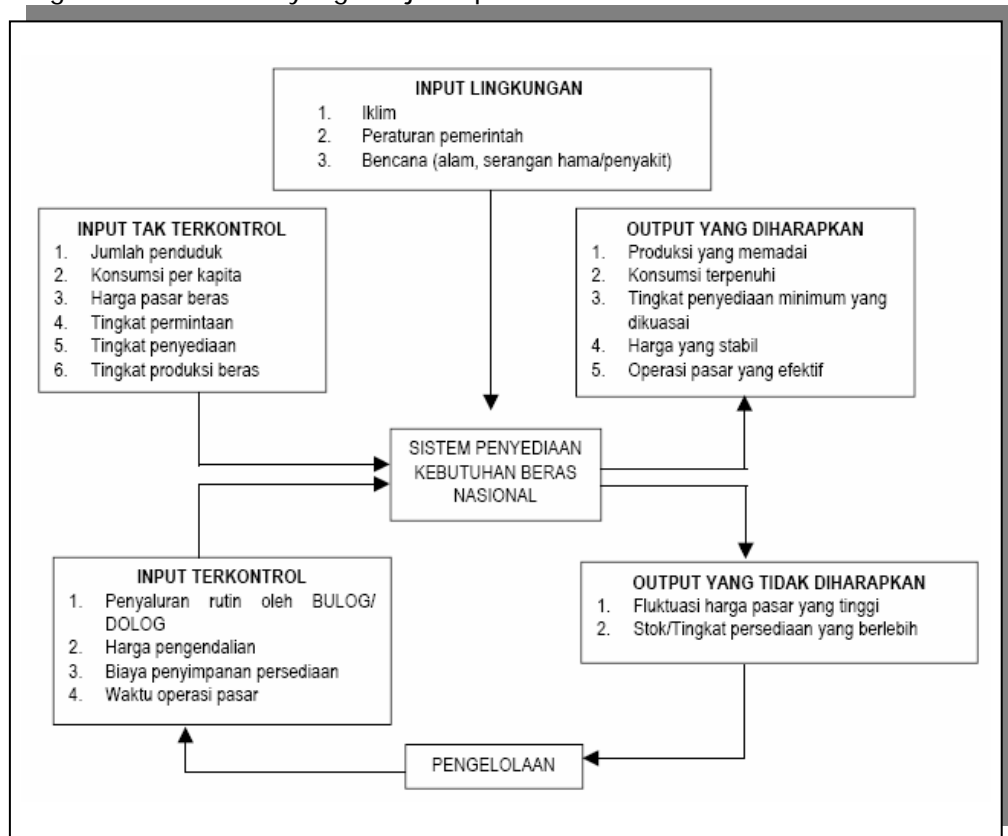 INPUT LINGKUNGAN
1. Iklim
2. Peraturan pemerintah
3. Bencana (alam, serangan hama/penyakit)
INPUT TAK TERKONTROL
1. Jumlah penduduk
2. Konsumsi per kapita
3. Harga pasar beras
4. Tingkat permintaan
5. Tingkat penyediaan
6. Tingkat produksi beras
OUTPUT YANG DIHARAPKAN
1. Produksi yang memadai
2. Konsumsi terpenuhi
3. Tingkat penyediaan minimum yang
dikuasai
4. Harga yang stabil
5. Operasi pasar yang efektif
SISTEM PENYEDIAAN
KEBUTUHAN BERAS
NASIONAL
INPUT TERKONTROL
1. Penyaluran rutin oleh BULOG/
DOLOG
2. Harga pengendalian
3. Biaya penyimpanan persediaan
4. Waktu operasi pasar
OUTPUT YANG TIDAK DIHARAPKAN
1. Fluktuasi harga pasar yang tinggi
2. Stok/Tingkat persediaan yang berlebih
PENGELOLAAN